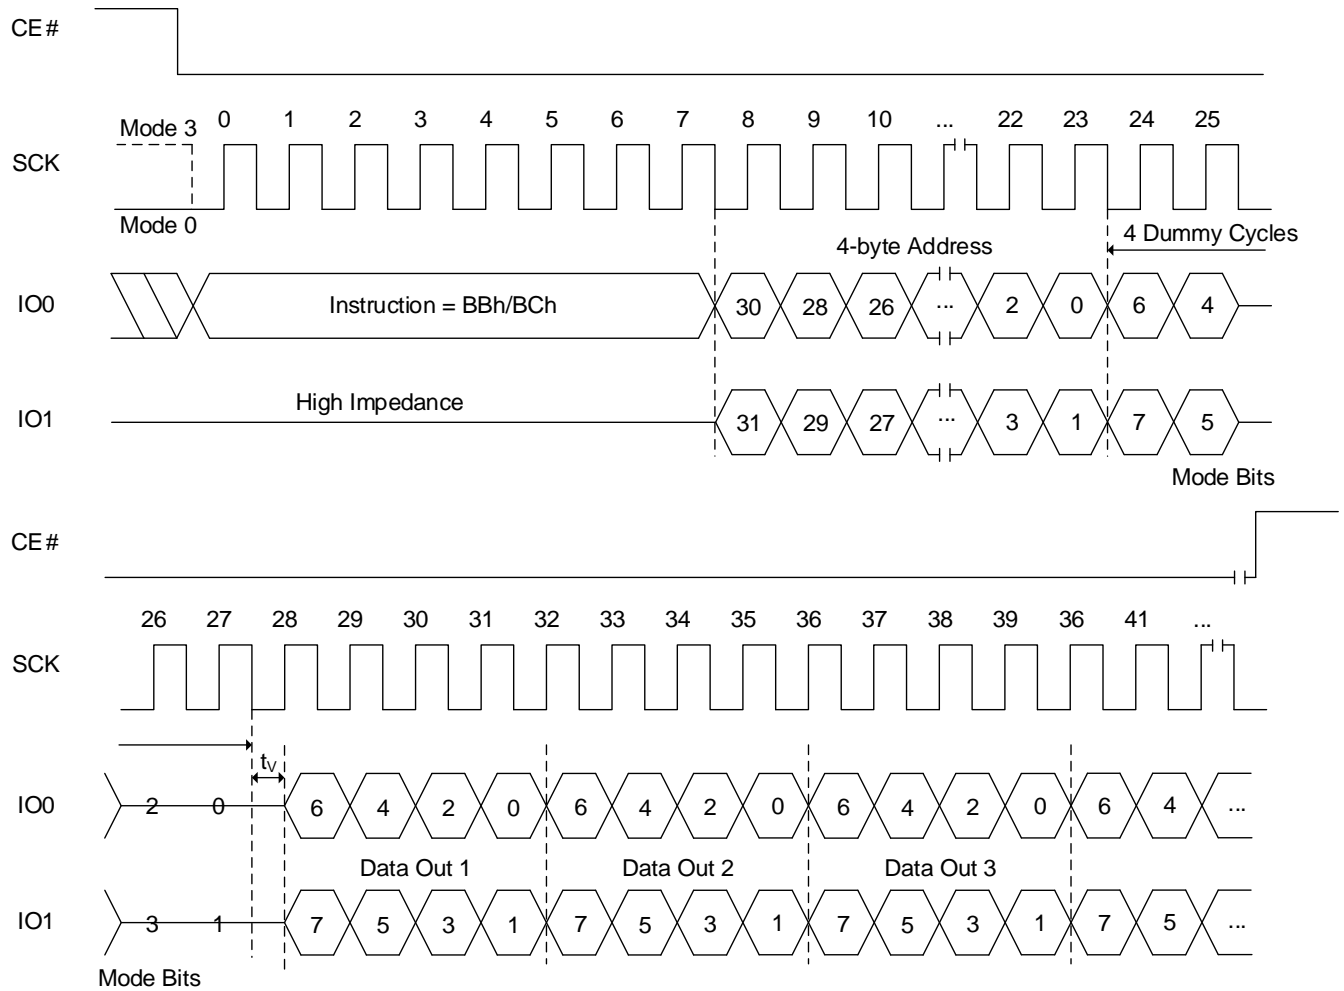 CE#
0 1 2 3 4 5 6 7 8 9 10 ... 22 23 24 25
Mode 3
SCK
Mode 0
4-byte Address
4 Dummy Cycles
IO0
Instruction = BBh/BCh
30 28 26 ... 2 0 6 4
High Impedance
IO1
31 29 27 ... 3 1 7 5
Mode Bits
CE#
26 27 28 29 30 31 32 33 34 35 36 37 38 39 36 41 ...
SCK
tV
IO0
2 0 6 4 2 0 6 4 2 0 6 4 2 0 6 4 ...
Data Out 1
Data Out 2
Data Out 3
IO1
3 1 7 5 3 1 7 5 3 1 7 5 3 1 7 5 ...
Mode Bits